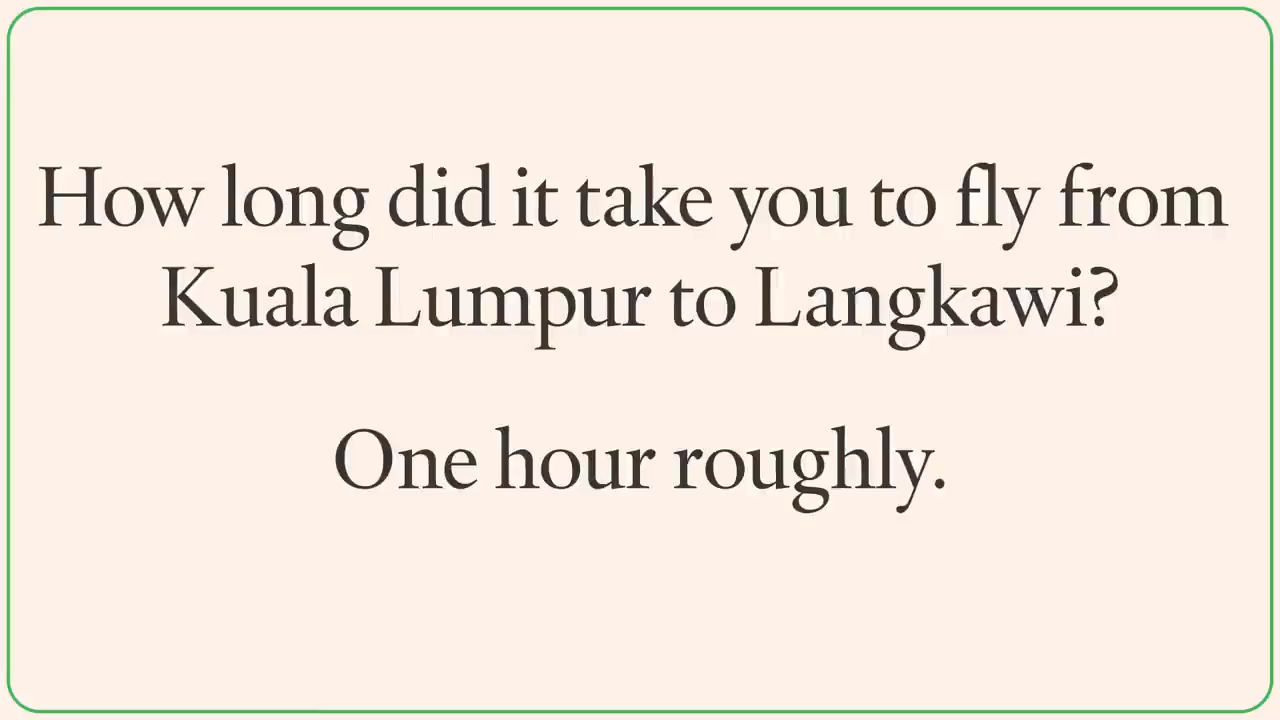 How long did it take you to fly from
Kuala Lumpur to Langkawi?
One hour roughly.